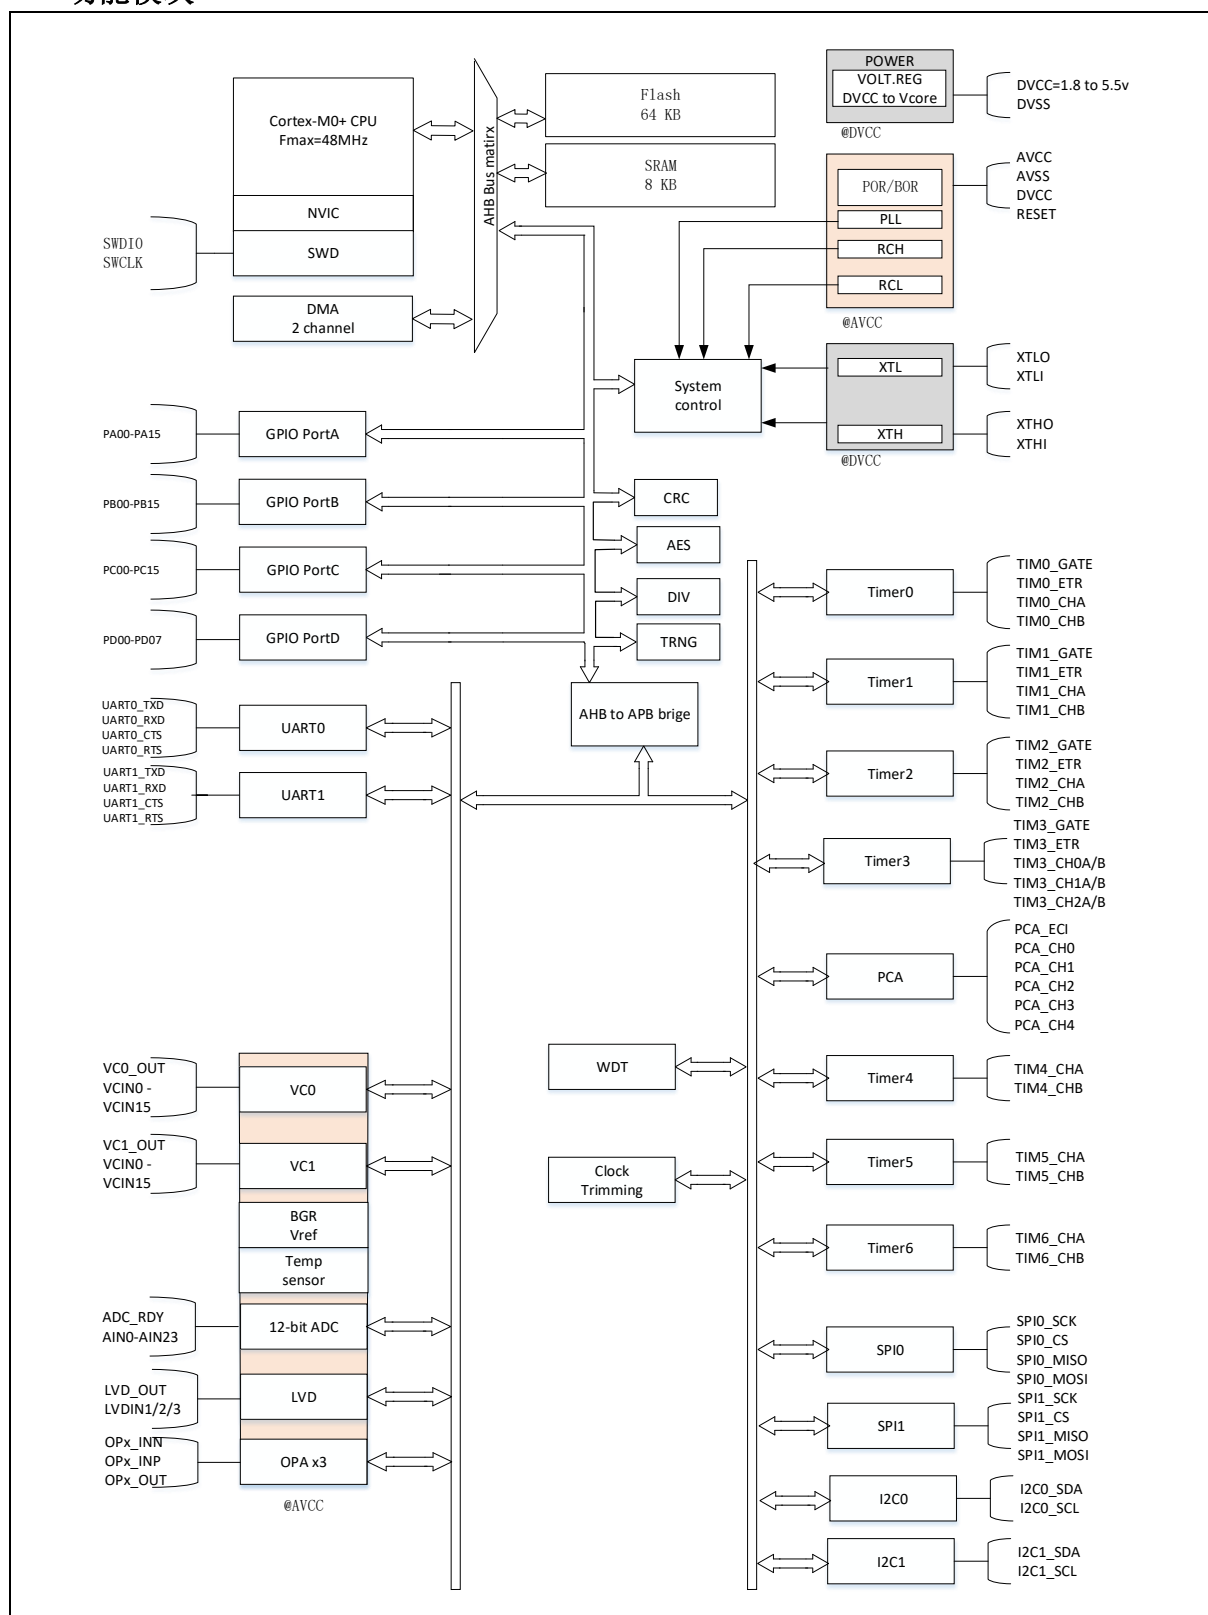 功能模块
POWER
VOLT.REG
DVCC to Vcore
@DVCC
DVCC=1.8 to 5.5v
DVSS
Cortex-M0+ CPU
Fmax=48MHz
NVIC
SWD
SWDIO
SWCLK
DMA
2 channel
AHB Bus matirx
Flash
64 KB
SRAM
8 KB
POR/BOR
PLL
RCH
RCL
@AVCC
AVCC
AVSS
DVCC
RESET
System
control
XTL
XTH
@DVCC
XTLO
XTLI
XTHO
XTHI
PA00-PA15
GPIO PortA
PB00-PB15
GPIO PortB
PC00-PC15
GPIO PortC
PD00-PD07
GPIO PortD
CRC
AES
DIV
TRNG
AHB to APB brige
UART0_TXD
UART0_RXD
UART0_CTS
UART0_RTS
UART0
UART1_TXD
UART1_RXD
UART1_CTS
UART1_RTS
UART1
Timer0
TIM0_GATE
TIM0_ETR
TIM0_CHA
TIM0_CHB
Timer1
TIM1_GATE
TIM1_ETR
TIM1_CHA
TIM1_CHB
Timer2
TIM2_GATE
TIM2_ETR
TIM2_CHA
TIM2_CHB
Timer3
TIM3_GATE
TIM3_ETR
TIM3_CH0A/B
TIM3_CH1A/B
TIM3_CH2A/B
PCA
PCA_ECI
PCA_CH0
PCA_CH1
PCA_CH2
PCA_CH3
PCA_CH4
VC0_OUT
VCIN0 -
VCIN15
VC0
VC1_OUT
VCIN0 -
VCIN15
VC1
BGR
Vref
Temp
sensor
ADC_RDY
AIN0-AIN23
12-bit ADC
LVD_OUT
LVDIN1/2/3
LVD
OPx_INN
OPx_INP
OPx_OUT
OPA x3
@AVCC
WDT
Clock
Trimming
Timer4
TIM4_CHA
TIM4_CHB
Timer5
TIM5_CHA
TIM5_CHB
Timer6
TIM6_CHA
TIM6_CHB
SPI0
SPI0_SCK
SPI0_CS
SPI0_MISO
SPI0_MOSI
SPI1
SPI1_SCK
SPI1_CS
SPI1_MISO
SPI1_MOSI
I2C0
I2C0_SDA
I2C0_SCL
I2C1
I2C1_SDA
I2C1_SCL